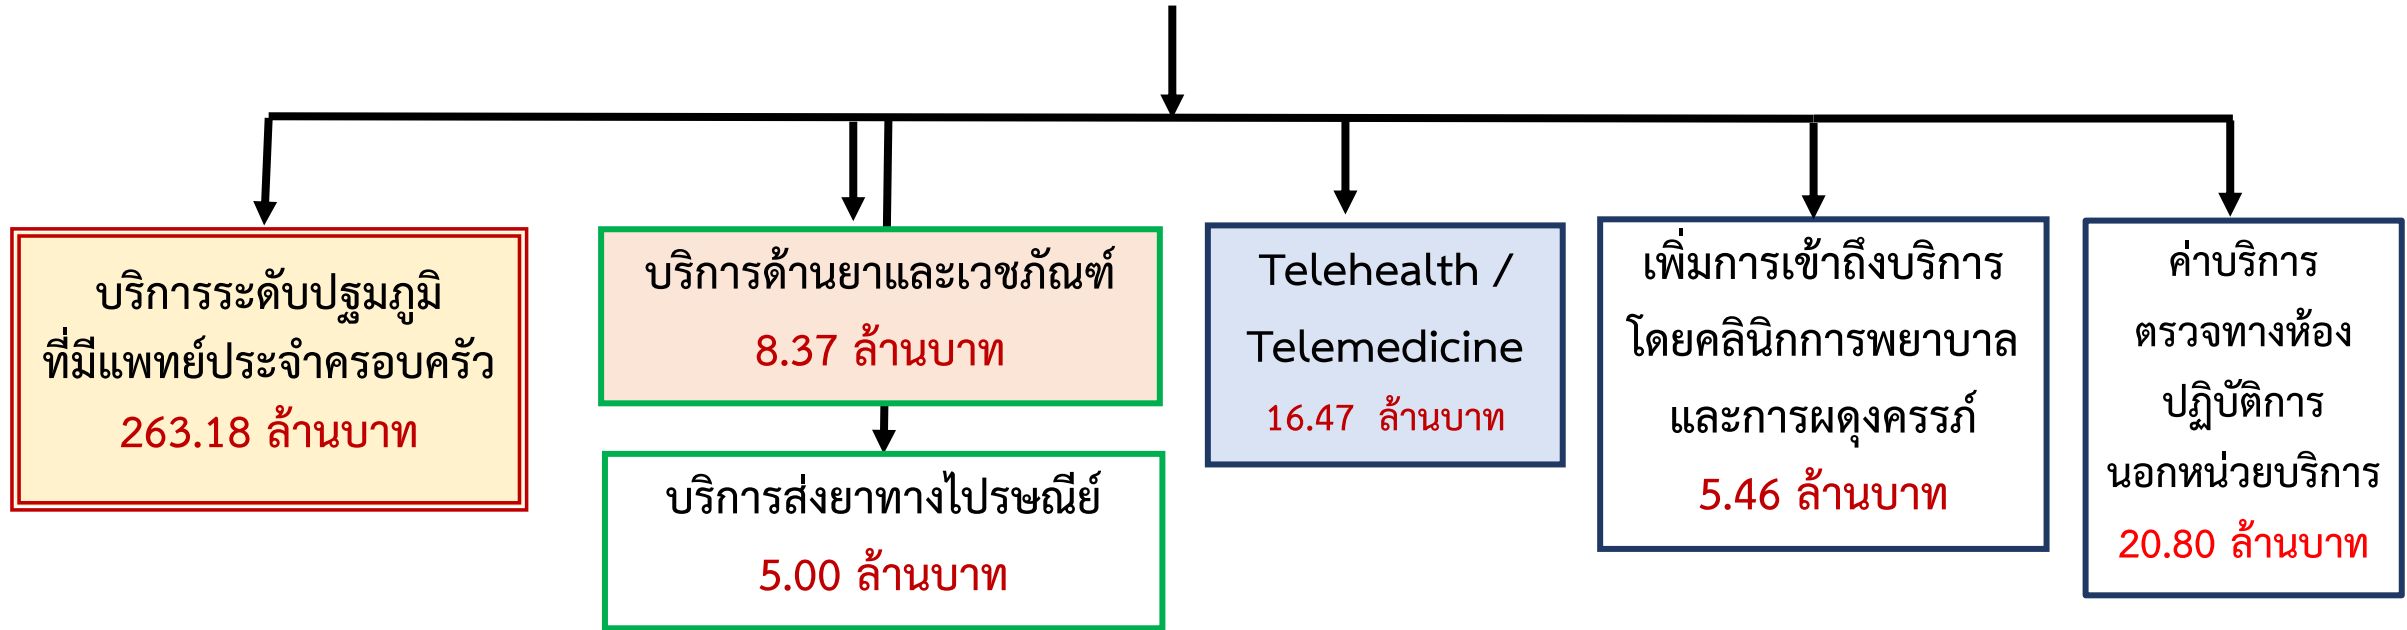 บริการระดับปฐมภูมิ
ที่มีแพทย์ประจำครอบครัว
263.18 ล้านบาท
บริการด้านยาและเวชภัณฑ์
8.37 ล้านบาท
บริการส่งยาทางไปรษณีย์
5.00 ล้านบาท
Telehealth /
Telemedicine
16.47 ล้านบาท
เพิ่มการเข้าถึงบริการ
โดยคลินิกการพยาบาล
และการผดุงครรภ์
5.46 ล้านบาท
ค่าบริการ
ตรวจทางห้อง
ปฏิบัติการ
นอกหน่วยบริการ
20.80 ล้านบาท